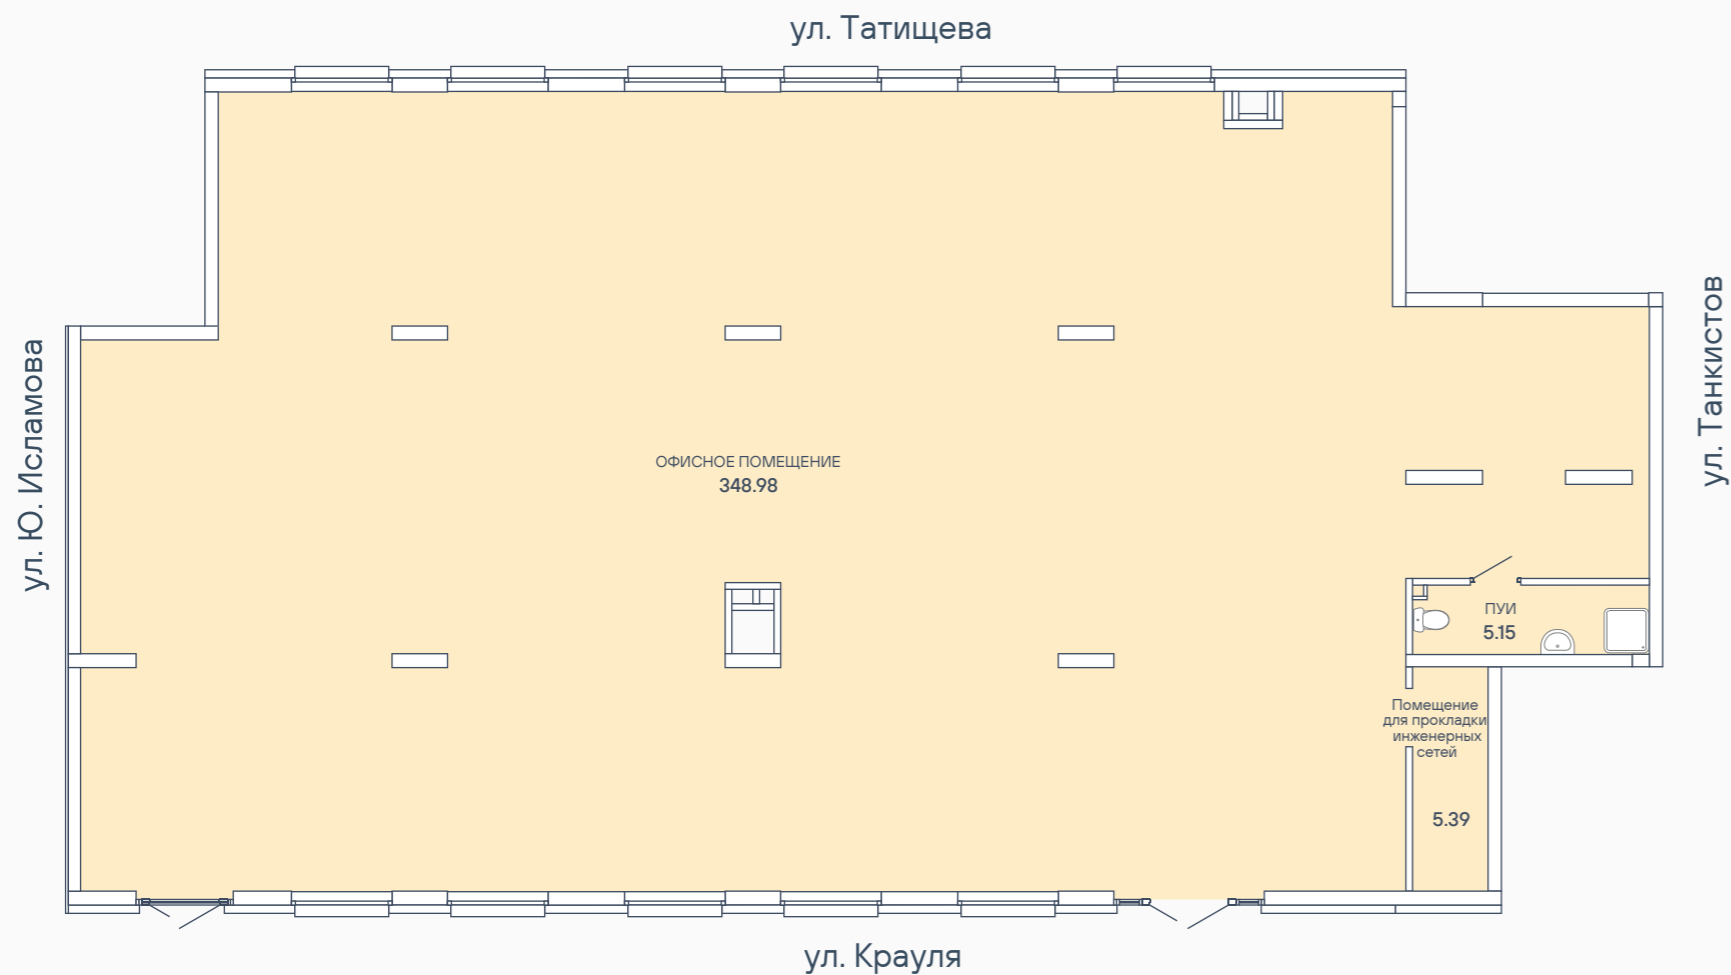 ул. Татищева
ул. Ю. Исламова
ул. Танкистов
ОФИСНОЕ ПОМЕЩЕНИЕ
348.98
ПУИ
5.15
Помещение
для прокладки
инженерных
сетей
5.39
ул. Крауля